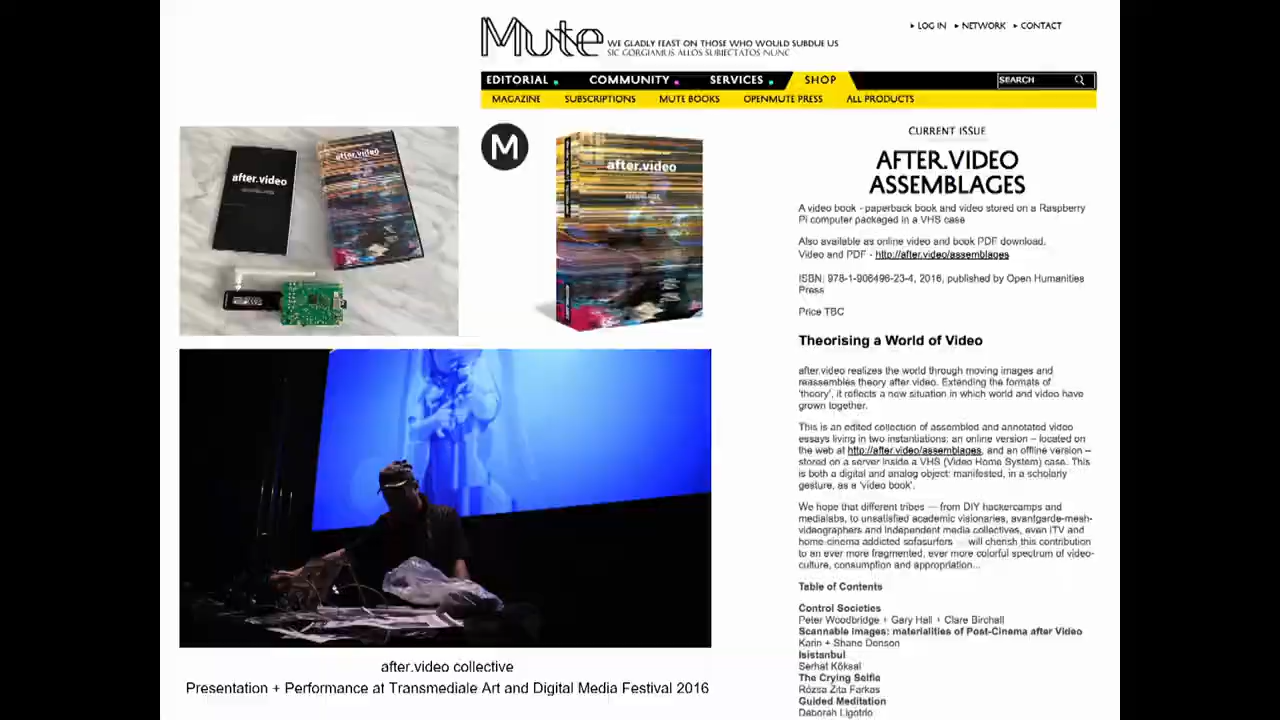 Mute
WE GLADLY FEAST ON THOSE WHO WOULD SUBDUE US
SIC GORGIAMUS ALLOS SUBJECTATOS NUNC
LOG IN NETWORK CONTACT
EDITORIAL COMMUNITY SERVICES SHOP SEARCH
MAGAZINE SUBSCRIPTIONS MUTE BOOKS OPENMUTE PRESS ALL PRODUCTS
after.video
after.video
M
after.video
CURRENT ISSUE
AFTER.VIDEO
ASSEMBLAGES
A video book - paperback book and video stored on a Raspberry
Pi computer packaged in a VHS case
Also available as online video and book PDF download.
Video and PDF - http://after.video/assemblages
ISBN: 978-1-906496-23-4, 2016, published by Open Humanities
Press
Price TBC
Theorising a World of Video
after.video realizes the world through moving images and
reassembles theory after video. Extending the formats of
'theory', it reflects a new situation in which world and video have
grown together.
This is an edited collection of assembled and annotated video
essays living in two instantiations: an online version – located on
the web at http://after.video/assemblages, and an offline version –
stored on a server inside a VHS (Video Home System) case. This
is both a digital and analog object: manifested, in a scholarly
gesture, as a 'video book'.
We hope that different tribes — from DIY hackercamps and
medialabs, to unsatisfied academic visionaries, avantgarde-mesh-
videographers and independent media collectives, even iTV and
home-cinema addicted sofasurfers — will cherish this contribution
to an ever more fragmented, ever more colorful spectrum of video-
culture, consumption and appropriation...
Table of Contents
Control Societies
Peter Woodbridge + Gary Hall + Clare Birchall
Scannable images: materialities of Post-Cinema after Video
Karin + Shane Denson
Isistanbul
Serhat Köksal
The Crying Selfie
Rózsa Zita Farkas
Guided Meditation
Deborah Ligotrio
after.video collective
Presentation + Performance at Transmediale Art and Digital Media Festival 2016